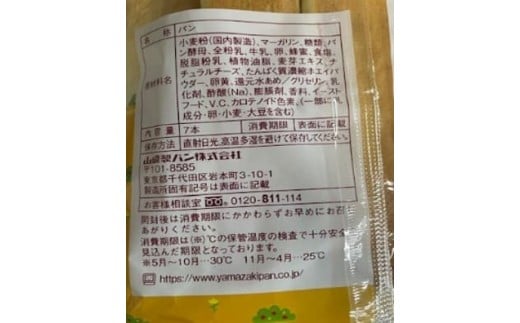 名称 パン
小麦粉(国内製造)、マーガリン、糖類、パ
ン酵母、全粉乳、牛乳、卵、蜂蜜、食塩、
脱脂粉乳、植物油脂、麦芽エキス、ナ
原材料名 チュラルチーズ、たんぱく質濃縮ホエイパ
ウダー、卵黄、還元水あめ/グリセリン、乳
化剤、酢酸(Na)、膨脹剤、香料、イースト
フード、V.C、カロテノイド色素、(一部に乳
成分・卵・小麦・大豆を含む)
内容量 7本 消費期限 表面に記載
保存方法 直射日光、高温多湿を避けて保存してください。
山崎製パン株式会社
〒101-8585
東京都千代田区岩本町3-10-1
製造所固有記号は表面に記載
お客様相談室 0120-811-114
開封後は消費期限にかかわらずお早めにお召
あがりください。
消費期限は(※)℃の保管温度の検査で十分安全
見込んだ期限となっております。
※5月〜10月…30℃ 11月〜4月…25℃
https://www.yamazakipan.co.jp/